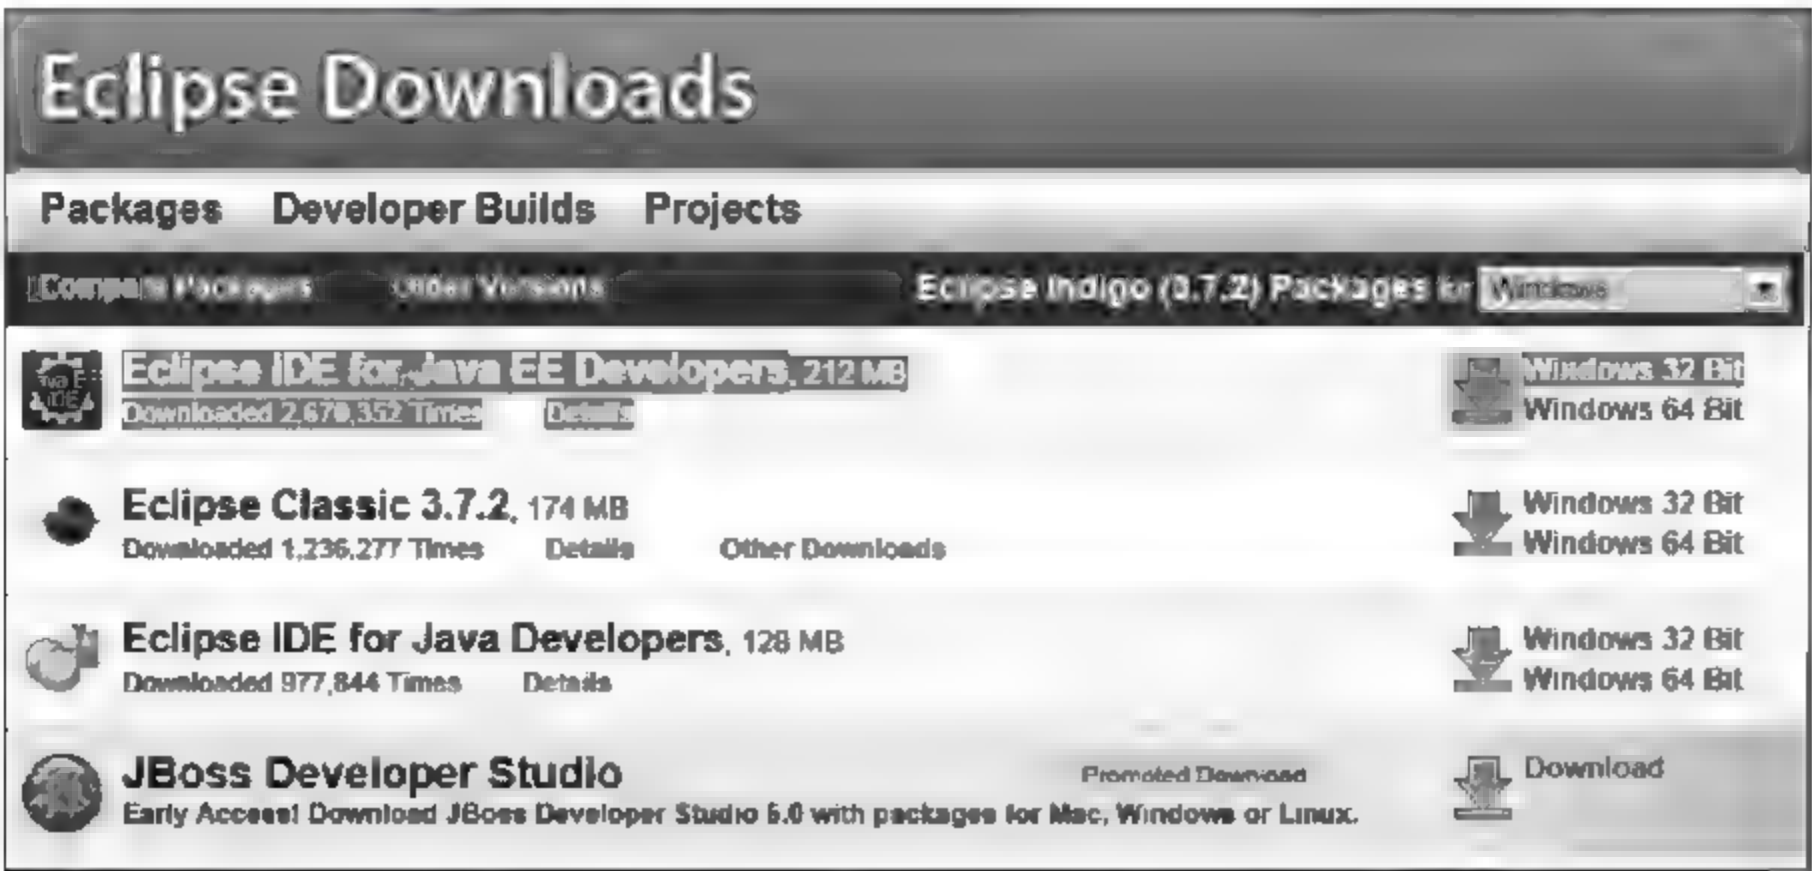 Eclipse Downloads
Packages Developer Builds Projects
Compare Packages Older Versions Eclipse Indigo (3.7.2) Packages for Windows
Eclipse IDE for Java EE Developers, 212 MB Windows 32 Bit
Downloaded 2,670,352 Times Details Windows 64 Bit
Eclipse Classic 3.7.2, 174 MB Windows 32 Bit
Downloaded 1,236,277 Times Details Other Downloads Windows 64 Bit
Eclipse IDE for Java Developers, 128 MB Windows 32 Bit
Downloaded 977,844 Times Details Windows 64 Bit
JBoss Developer Studio Promoted Download Download
Early Access! Download JBoss Developer Studio 5.0 with packages for Mac, Windows or Linux.